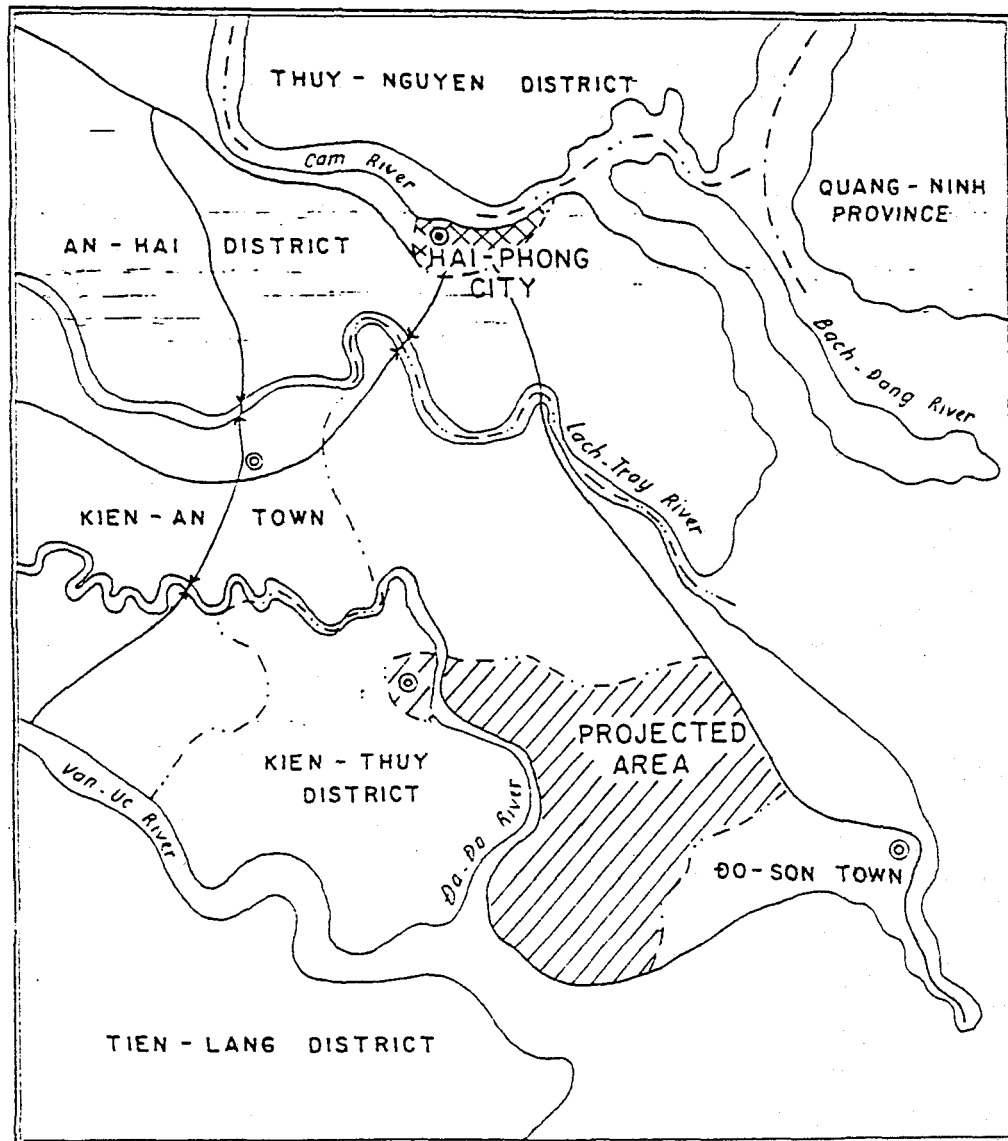 THUY - NGUYEN DISTRICT
Cam River
QUANG - NINH
PROVINCE
AN - HAI DISTRICT
HAI-PHONG
CITY
Bach-Dang River
Lach-Tray River
KIEN - AN TOWN
PROJECTED
AREA
KIEN - THUY
DISTRICT
Van-Uc River
Đa-Đo River
ĐO-SON TOWN
TIEN - LANG DISTRICT